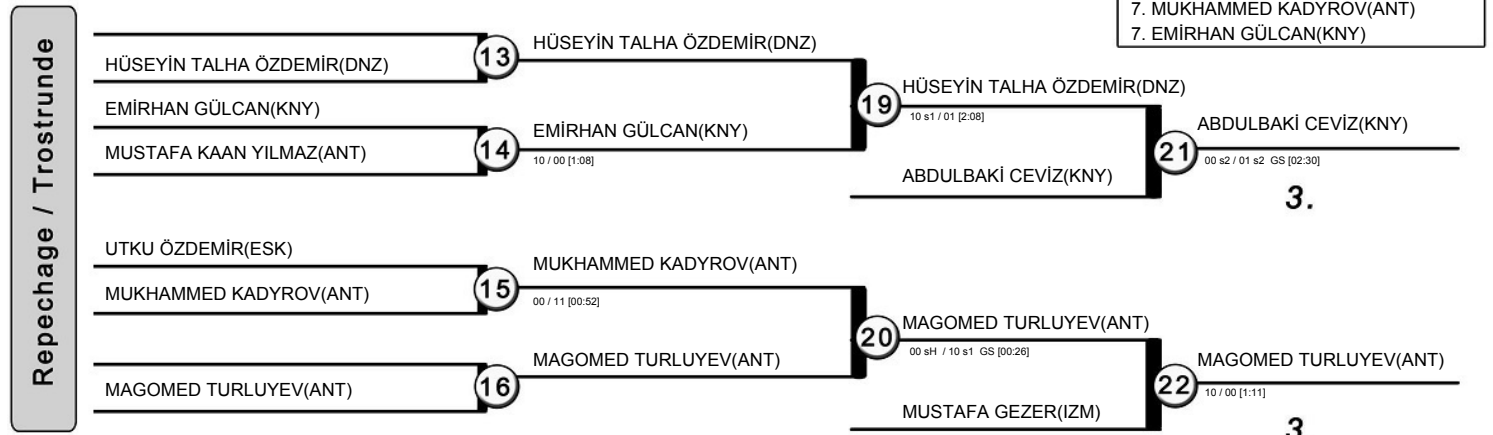 7. MUKHAMMED KADYROV(ANT)
7. EMİRHAN GÜLCAN(KNY)
Repechage / Trostrunde
HÜSEYİN TALHA ÖZDEMİR(DNZ)
13
HÜSEYİN TALHA ÖZDEMİR(DNZ)
EMİRHAN GÜLCAN(KNY)
MUSTAFA KAAN YILMAZ(ANT)
14
EMİRHAN GÜLCAN(KNY)
10 / 00 [1:08]
19
HÜSEYİN TALHA ÖZDEMİR(DNZ)
10 s1 / 01 [2:08]
ABDULBAKİ CEVİZ(KNY)
21
ABDULBAKİ CEVİZ(KNY)
00 s2 / 01 s2 GS [02:30]
3.
UTKU ÖZDEMİR(ESK)
MUKHAMMED KADYROV(ANT)
15
MUKHAMMED KADYROV(ANT)
00 / 11 [00:52]
MAGOMED TURLUYEV(ANT)
16
MAGOMED TURLUYEV(ANT)
20
MAGOMED TURLUYEV(ANT)
00 sH / 10 s1 GS [00:26]
MUSTAFA GEZER(IZM)
22
MAGOMED TURLUYEV(ANT)
10 / 00 [1:11]
3